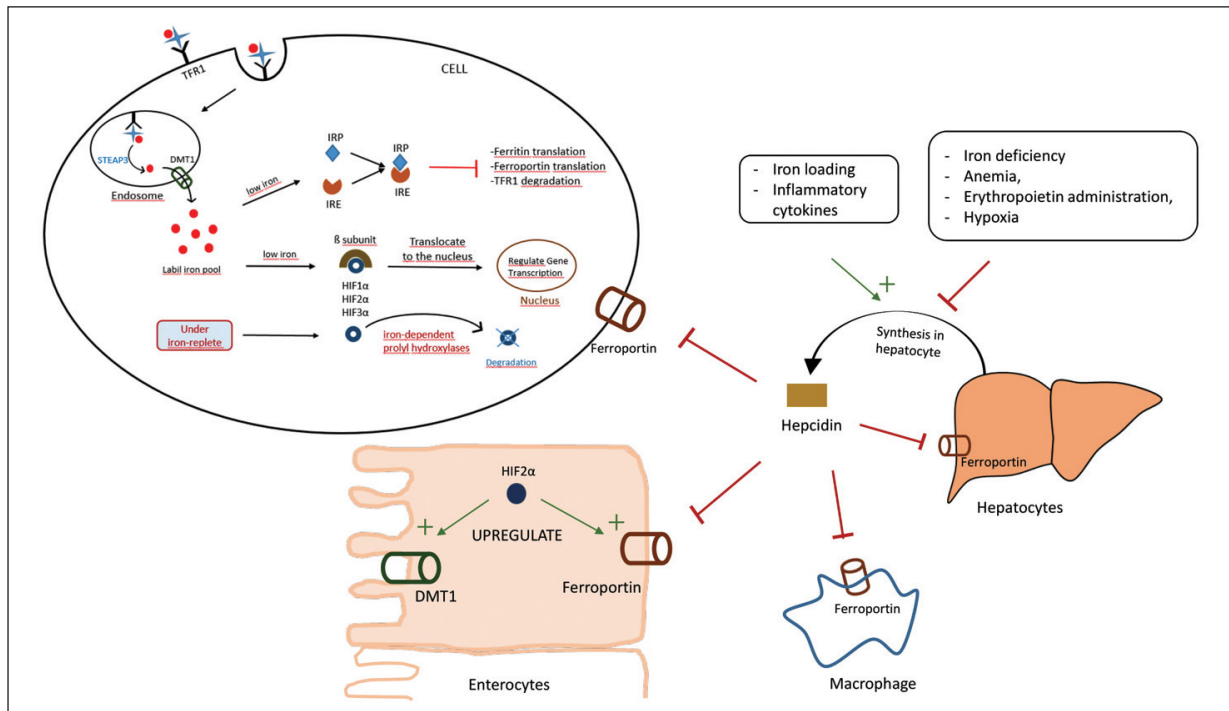 TFR1
CELL
STEAP3
DMT1
Endosome
low iron
IRP
IRE
IRP
IRE
-Ferritin translation
-Ferroportin translation
-TFR1 degradation
Labil iron pool
low iron
ß subunit
HIF1α
HIF2α
HIF3α
Translocate
to the nucleus
Regulate Gene
Transcription
Nucleus
Under
iron-replete
iron-dependent
prolyl hydroxylases
Degradation
Ferroportin
- Iron loading
- Inflammatory
cytokines
- Iron deficiency
- Anemia,
- Erythropoietin administration,
- Hypoxia
+
Synthesis in
hepatocyte
Hepcidin
Ferroportin
Hepatocytes
HIF2α
+
+
UPREGULATE
DMT1
Ferroportin
Enterocytes
Ferroportin
Macrophage